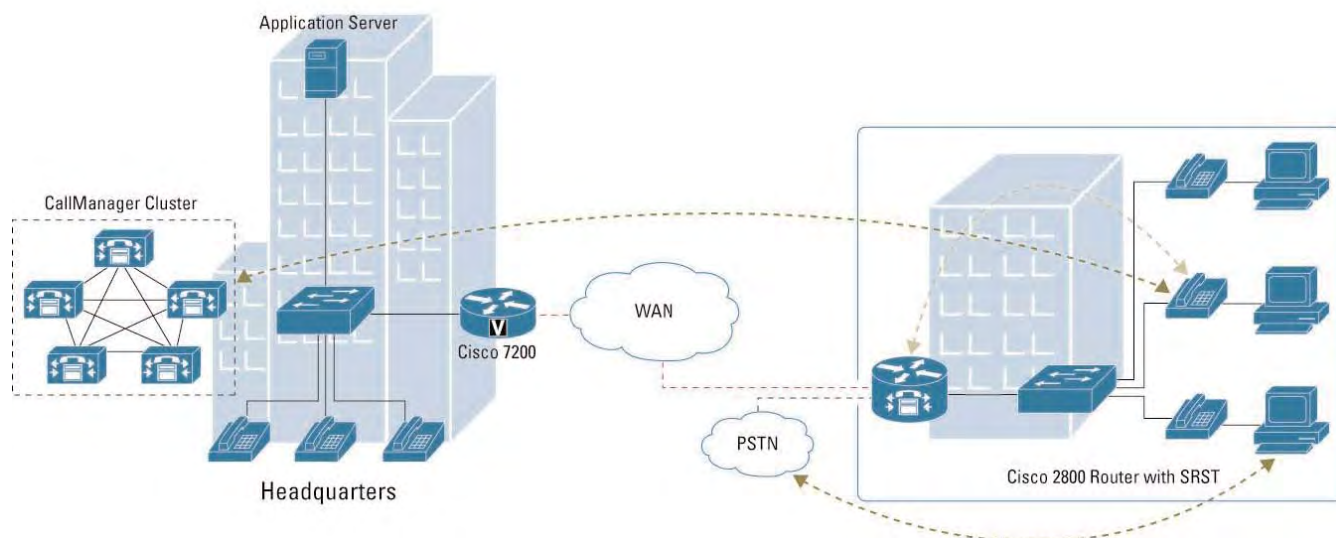 Application Server
CallManager Cluster
WAN
V
Cisco 7200
PSTN
Cisco 2800 Router with SRST
Headquarters